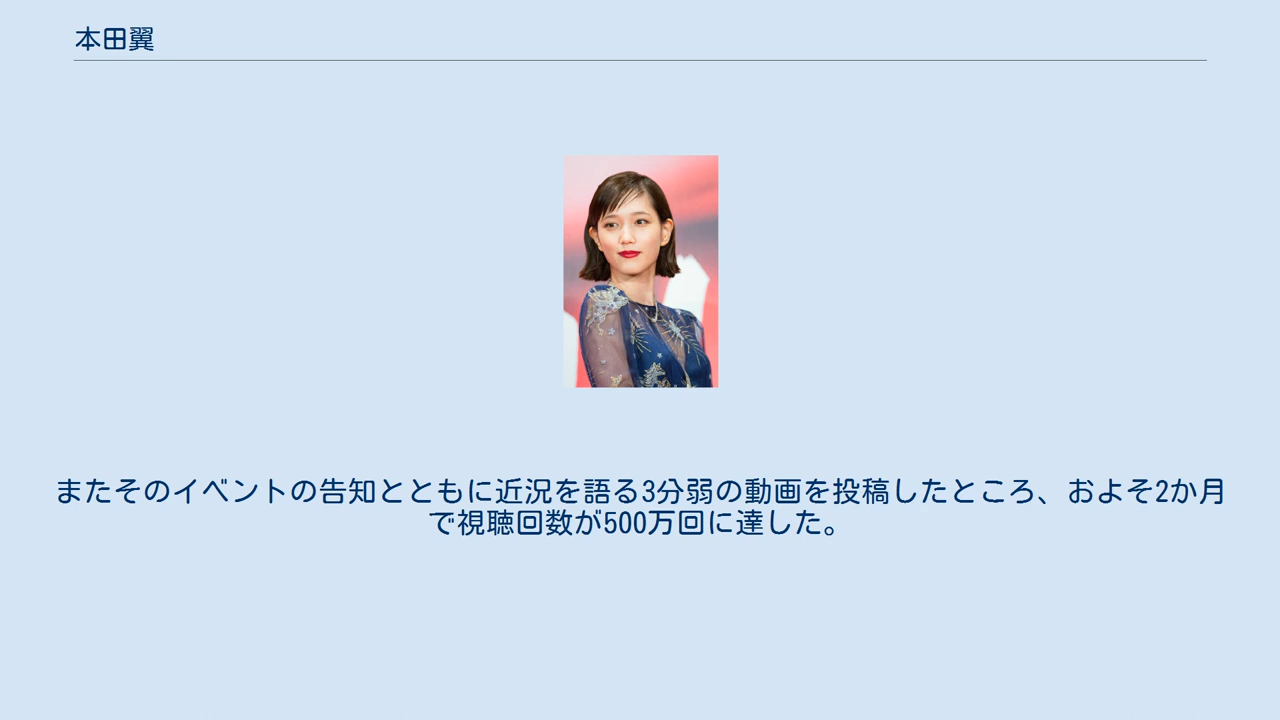 本田翼
またそのイベントの告知とともに近況を語る3分弱の動画を投稿したところ、およそ2か月
で視聴回数が500万回に達した。